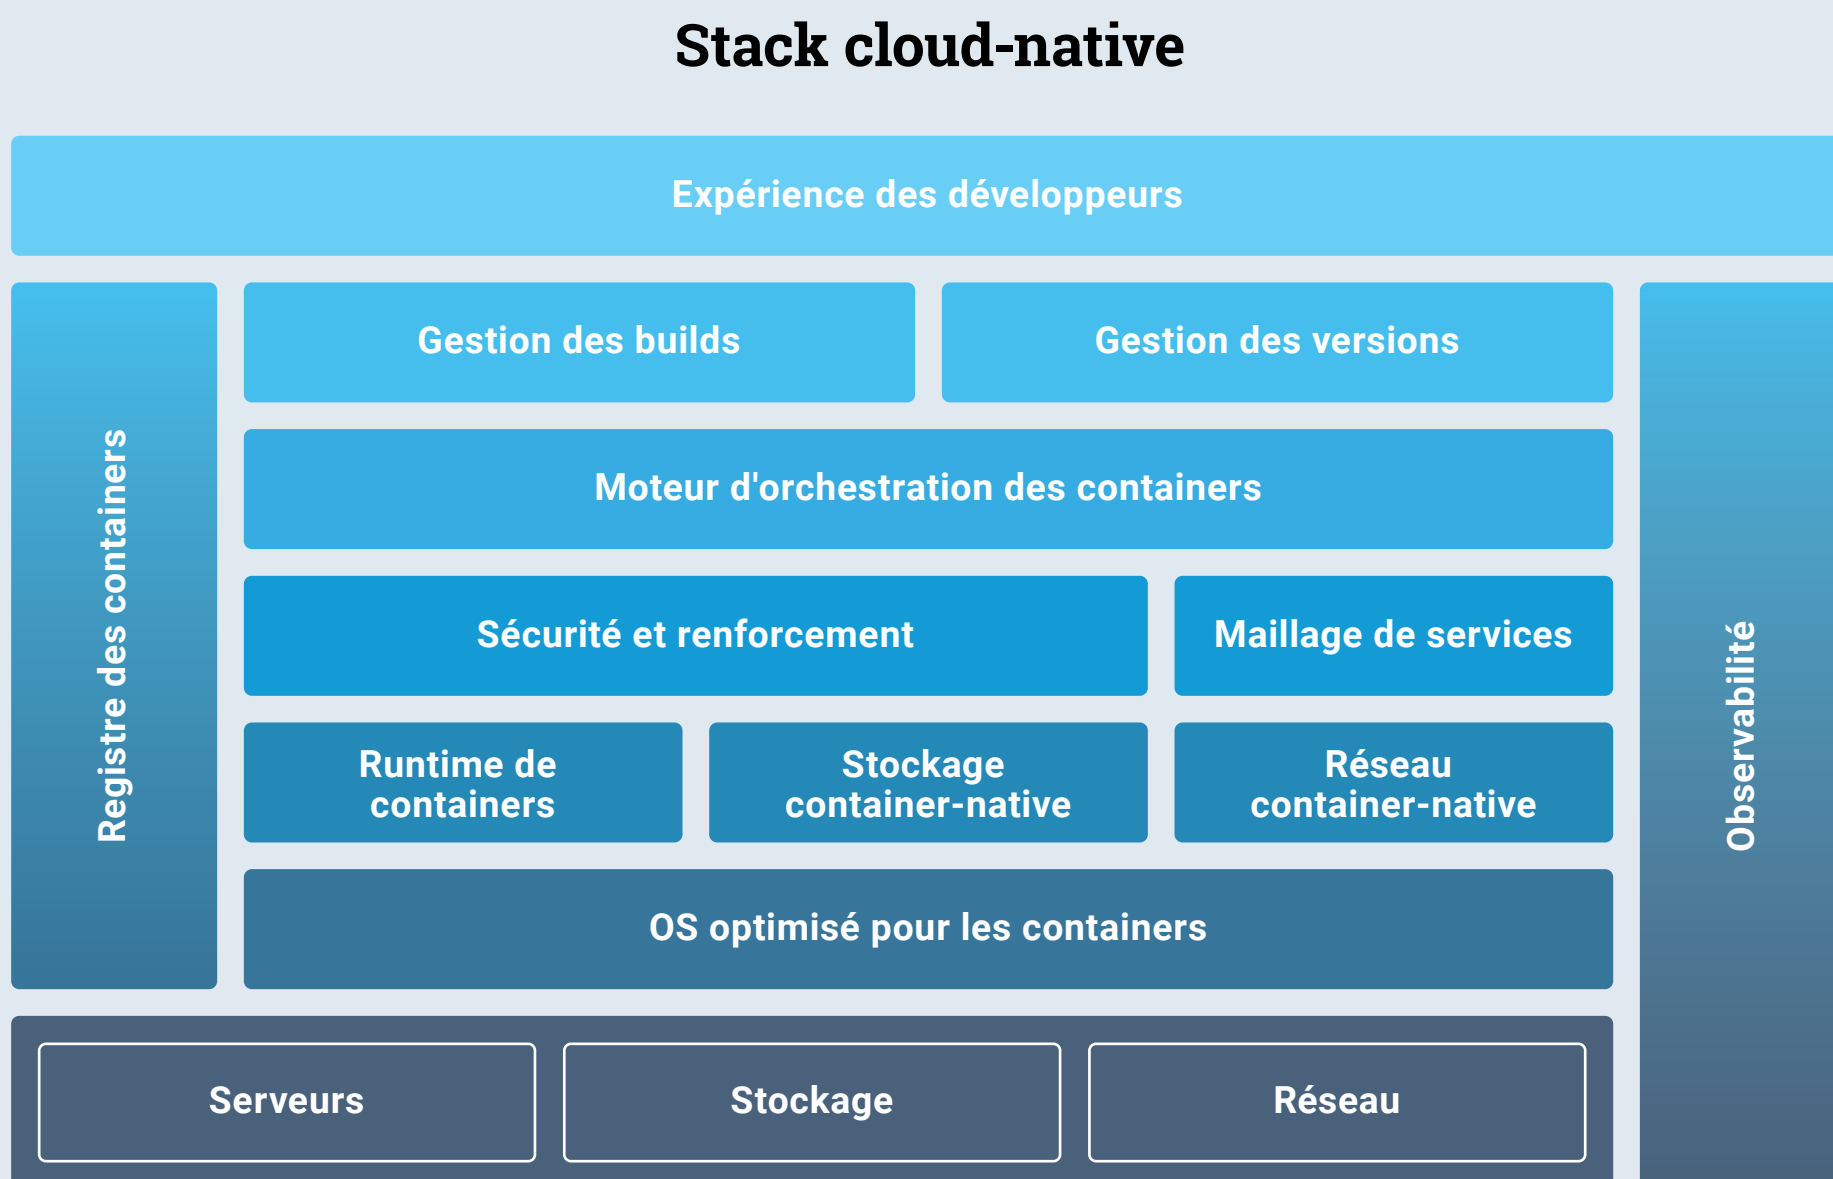 Stack cloud-native
Expérience des développeurs
Registre des containers
Gestion des builds
Gestion des versions
Moteur d'orchestration des containers
Sécurité et renforcement
Maillage de services
Runtime de
containers
Stockage
container-native
Réseau
container-native
OS optimisé pour les containers
Observabilité
Serveurs
Stockage
Réseau